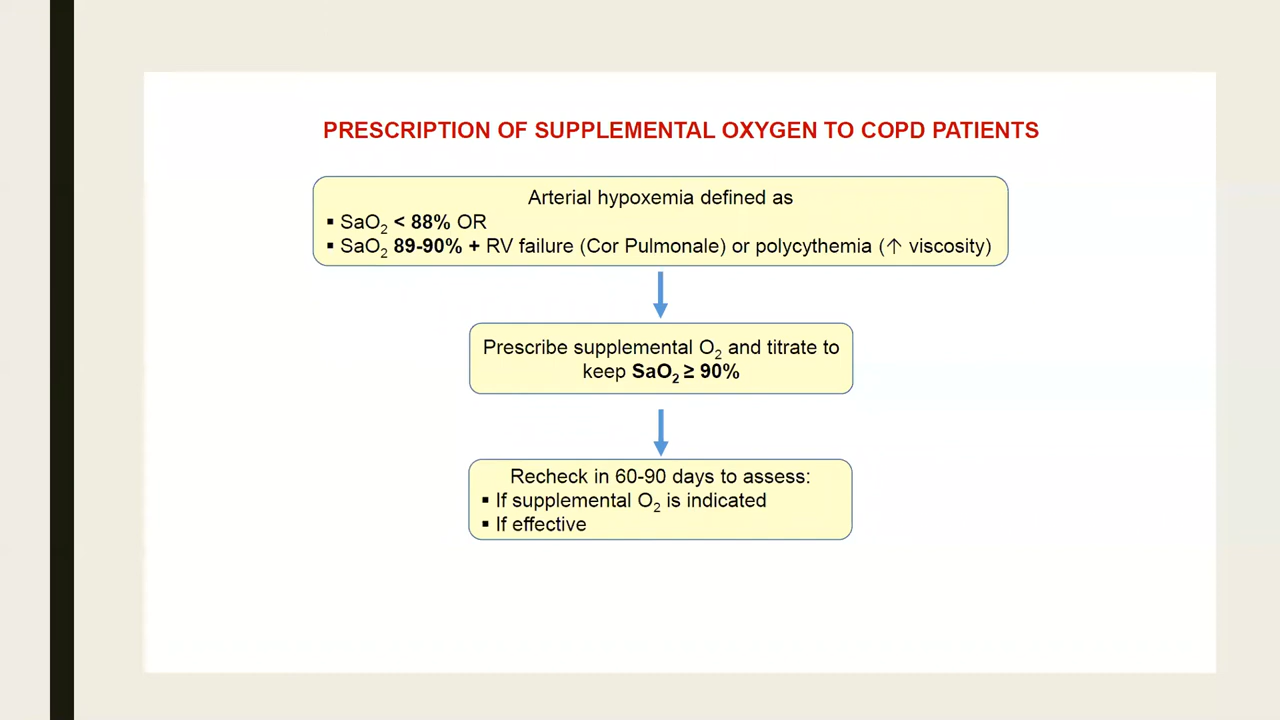 PRESCRIPTION OF SUPPLEMENTAL OXYGEN TO COPD PATIENTS
Arterial hypoxemia defined as
▪ SaO₂ < 88% OR
▪ SaO₂ 89-90% + RV failure (Cor Pulmonale) or polycythemia (↑ viscosity)
Prescribe supplemental O₂ and titrate to
keep SaO₂ ≥ 90%
Recheck in 60-90 days to assess:
▪ If supplemental O₂ is indicated
▪ If effective